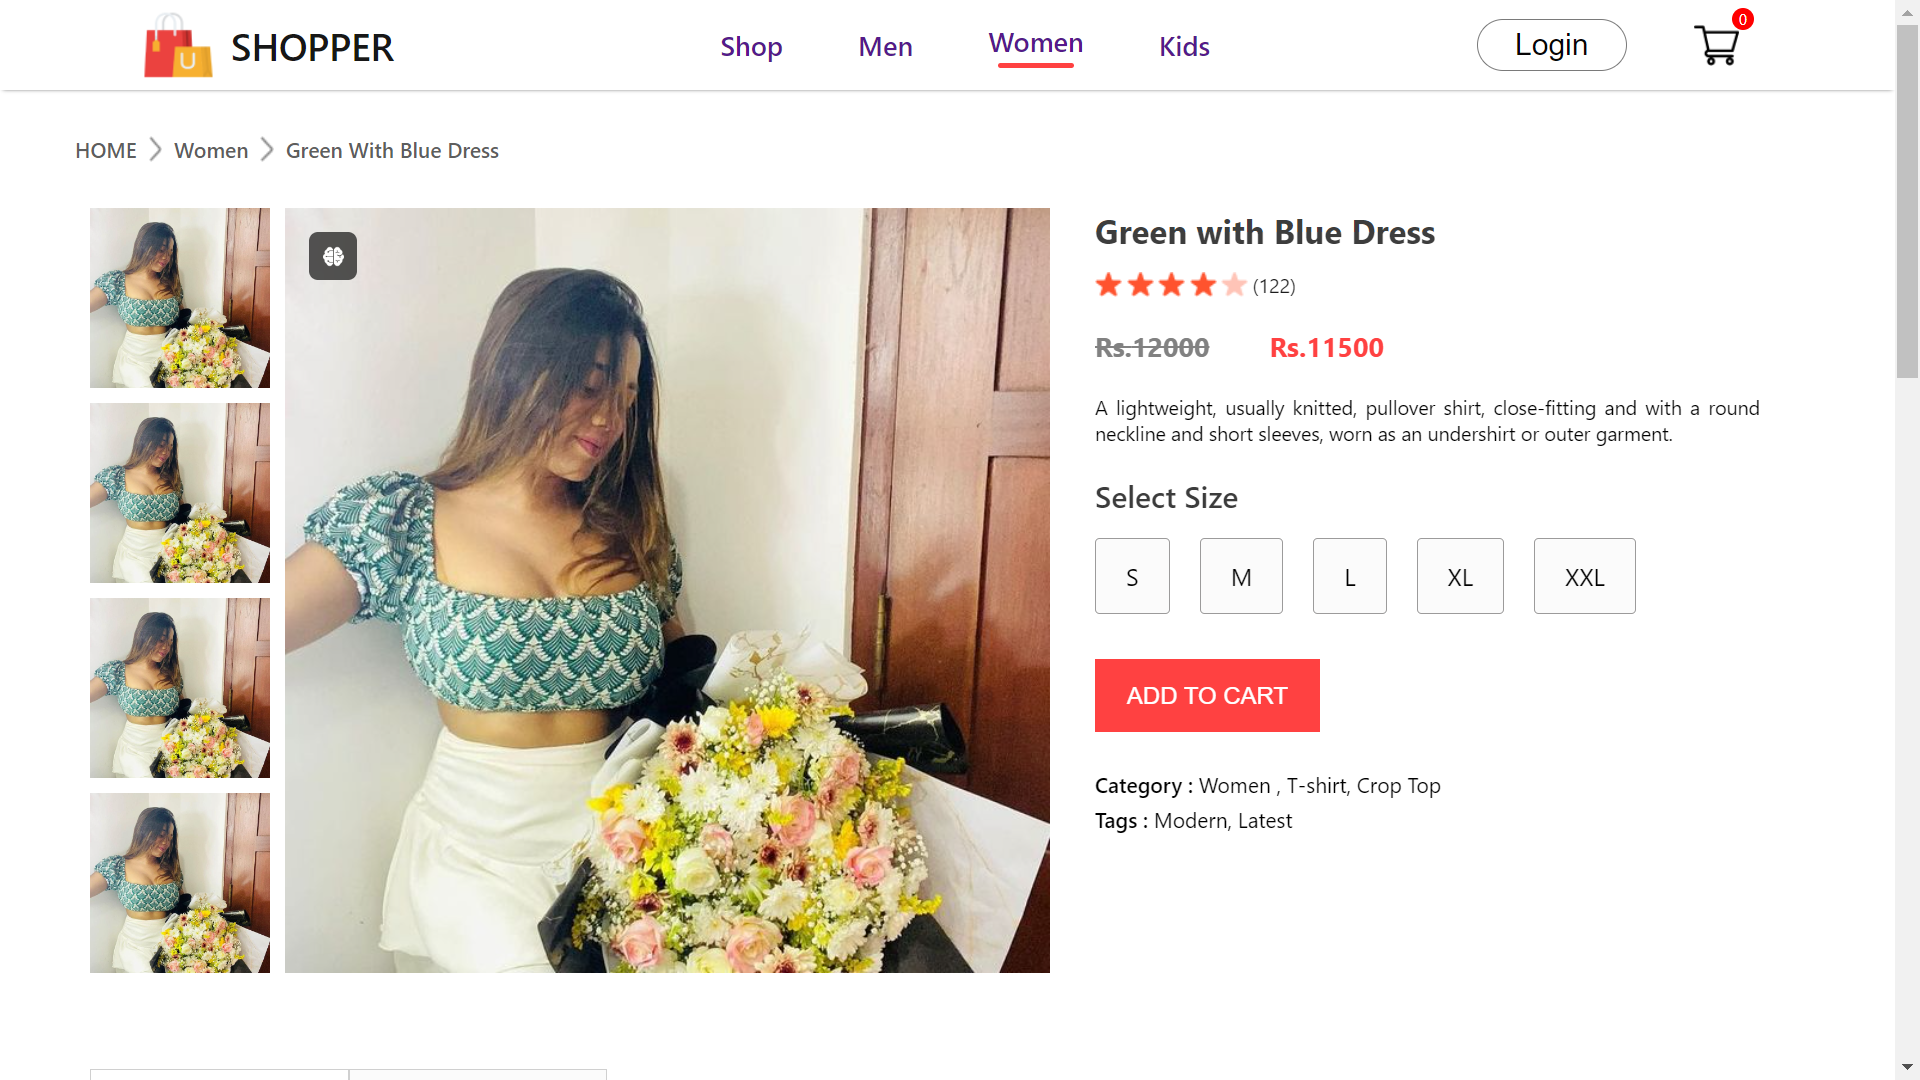 SHOPPER
Shop
Men
Women
Kids
Login
0
HOME
Women
Green With Blue Dress
Green with Blue Dress
(122)
Rs.12000
Rs.11500
A lightweight, usually knitted, pullover shirt, close-fitting and with a round
neckline and short sleeves, worn as an undershirt or outer garment.
Select Size
S
M
L
XL
XXL
ADD TO CART
Category : Women , T-shirt, Crop Top
Tags : Modern, Latest